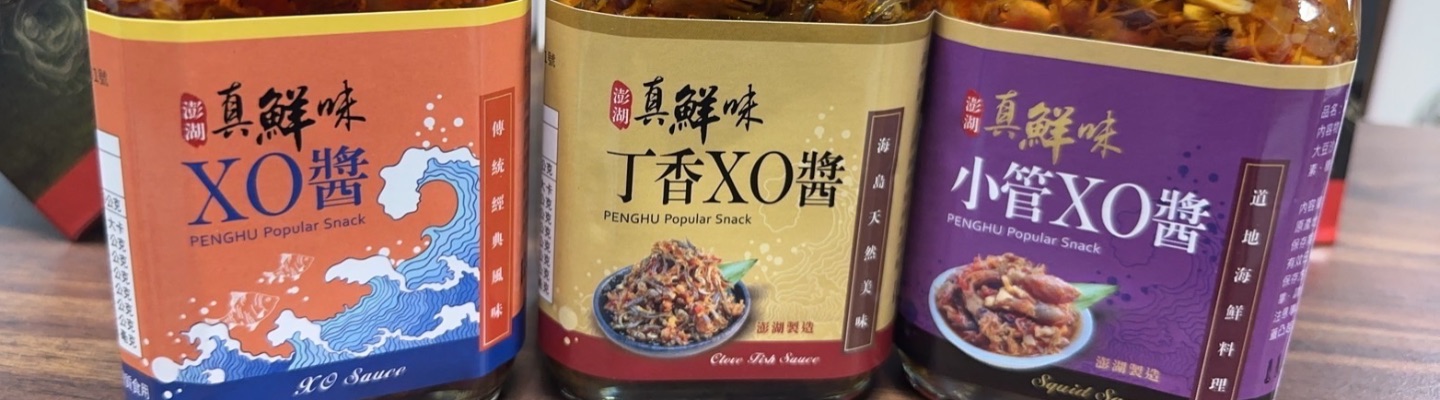 澎湖
真鮮味
XO醬
PENGHU Popular Snack
傳統經典風味
XO Sauce
澎湖
真鮮味
丁香XO醬
PENGHU Popular Snack
海島天然美味
澎湖製造
Clove Fish Sauce
澎湖
真鮮味
小管XO醬
PENGHU Popular Snack
道地海鮮料理
澎湖製造
Squid